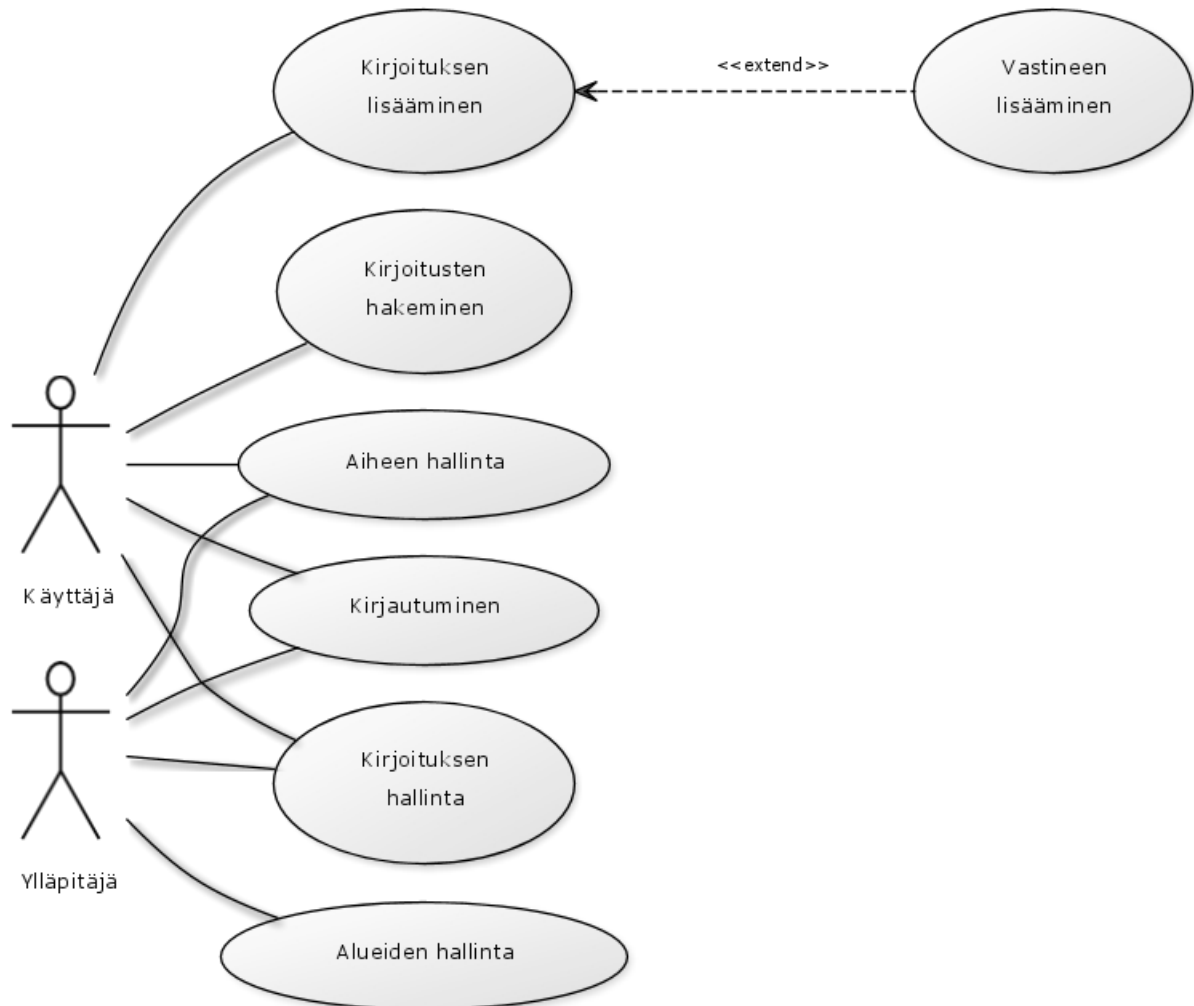 Kirjoituksen
lisääminen
<<extend>>
Vastineen
lisääminen
Kirjoitusten
hakeminen
Aiheen hallinta
Käyttäjä
Kirjautuminen
Kirjoituksen
hallinta
Ylläpitäjä
Alueiden hallinta